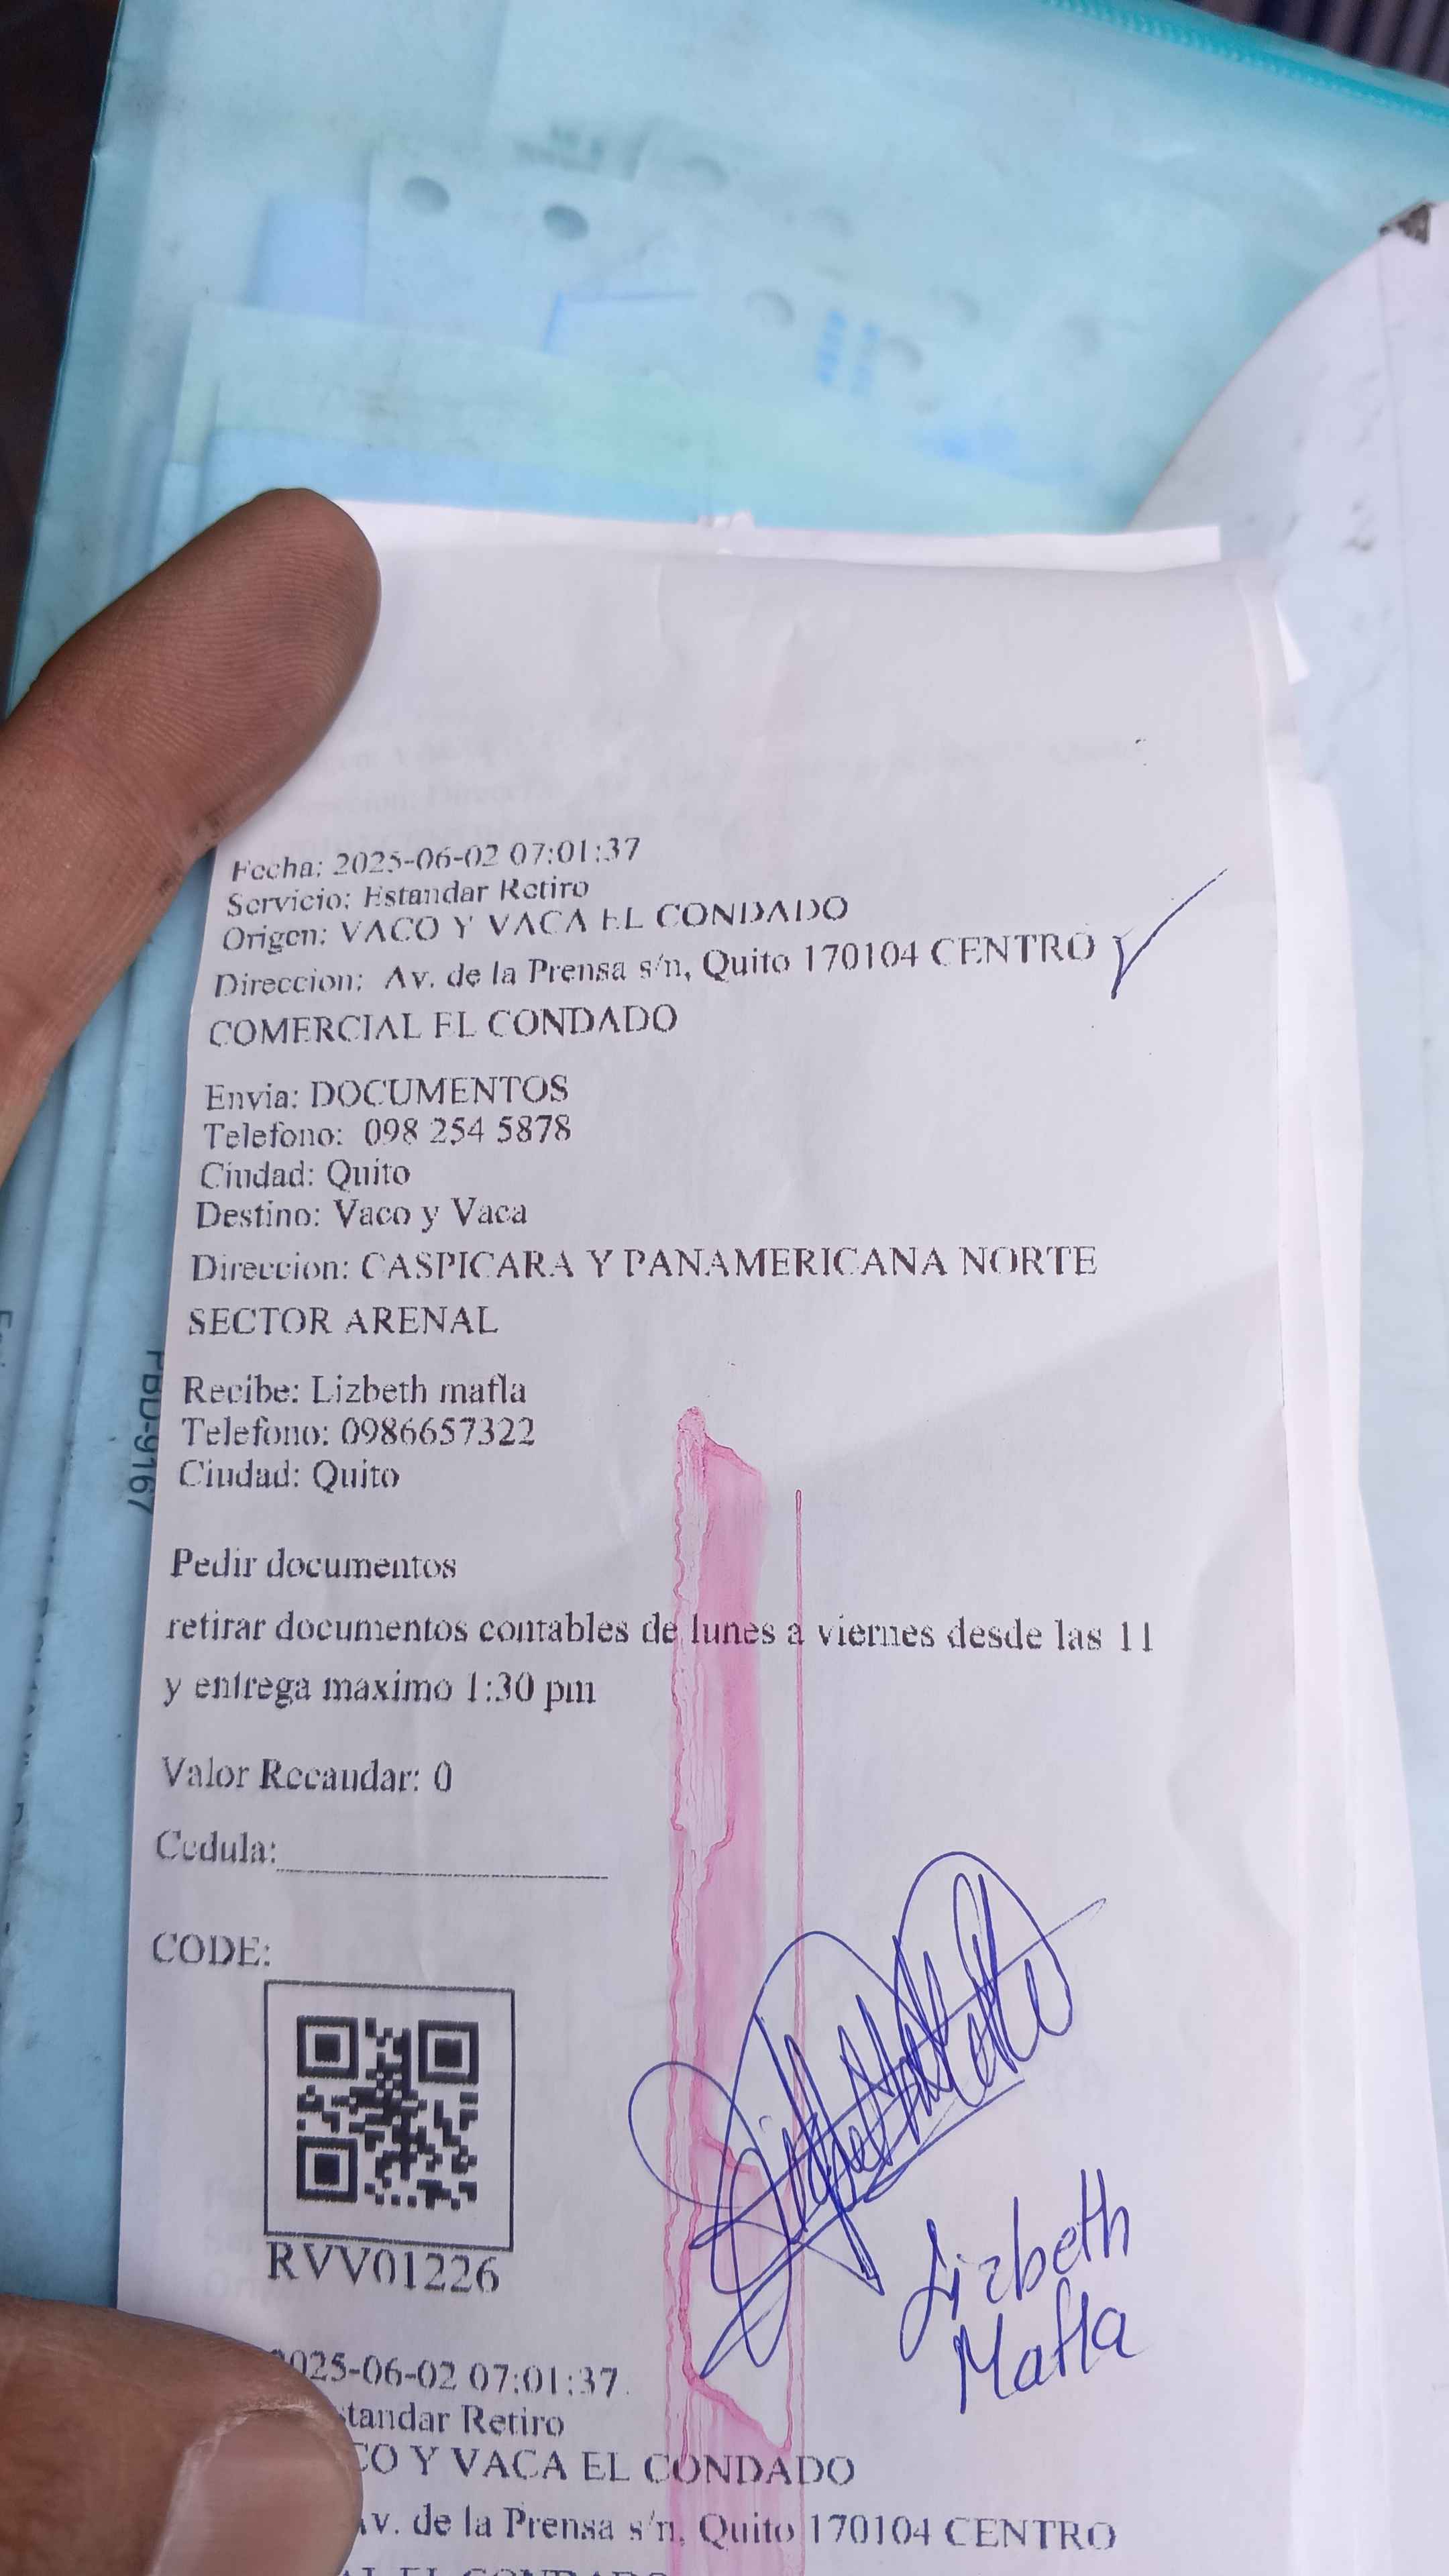 Fecha: 2025-06-02 07:01:37
Servicio: Estandar Retiro
Origen: VACO Y VACA EL CONDADO
Direccion: Av. de la Prensa s/n, Quito 170104 CENTRO
COMERCIAL EL CONDADO
Envia: DOCUMENTOS
Telefono: 098 254 5878
Ciudad: Quito
Destino: Vaco y Vaca
Direccion: CASPICARA Y PANAMERICANA NORTE
SECTOR ARENAL
Recibe: Lizbeth mafla
Telefono: 0986657322
Ciudad: Quito
Pedir documentos
retirar documentos contables de lunes a viernes desde las 11
y entrega maximo 1:30 pm
Valor Recaudar: 0
Cedula:
CODE:
RVV01226
Lizbeth
Mafla
2025-06-02 07:01:37
standar Retiro
CO Y VACA EL CONDADO
Av. de la Prensa s/n, Quito 170104 CENTRO
AL EL CONDADO
PBD-9167